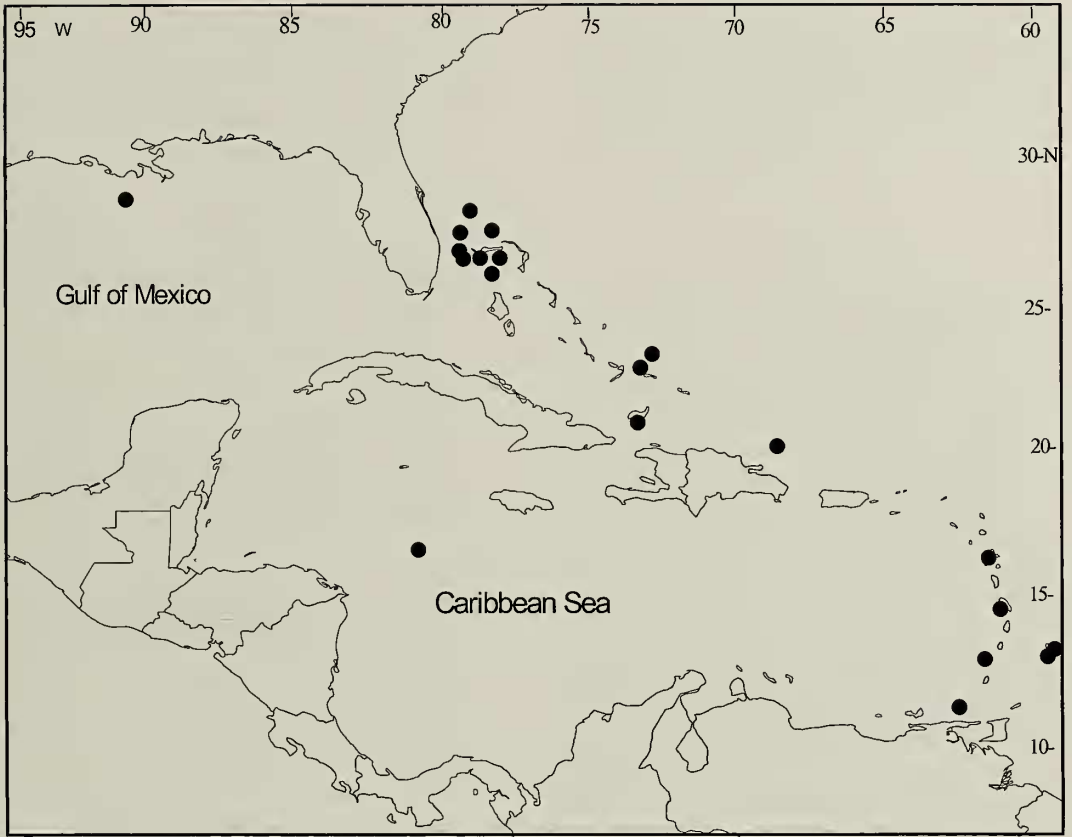 95 W 90 85 80 75 70 65 60
30-N
Gulf of Mexico
25-
20-
Caribbean Sea
15-
10-